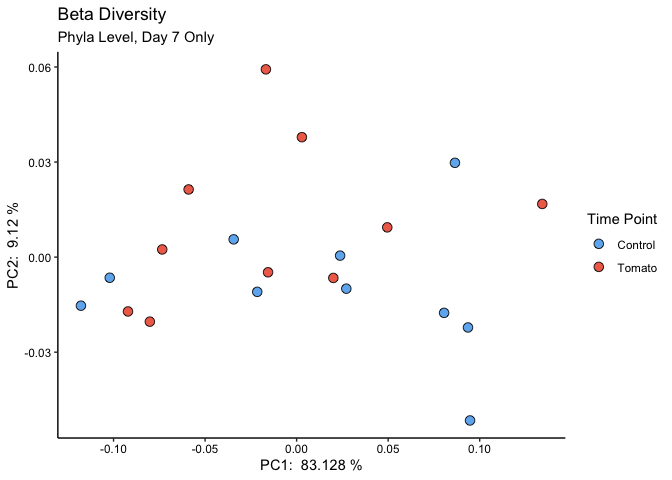 Beta Diversity
Phyla Level, Day 7 Only
0.06
0.03
0.00
-0.03
PC2: 9.12 %
-0.10
-0.05
0.00
0.05
0.10
PC1: 83.128 %
Time Point
Control
Tomato